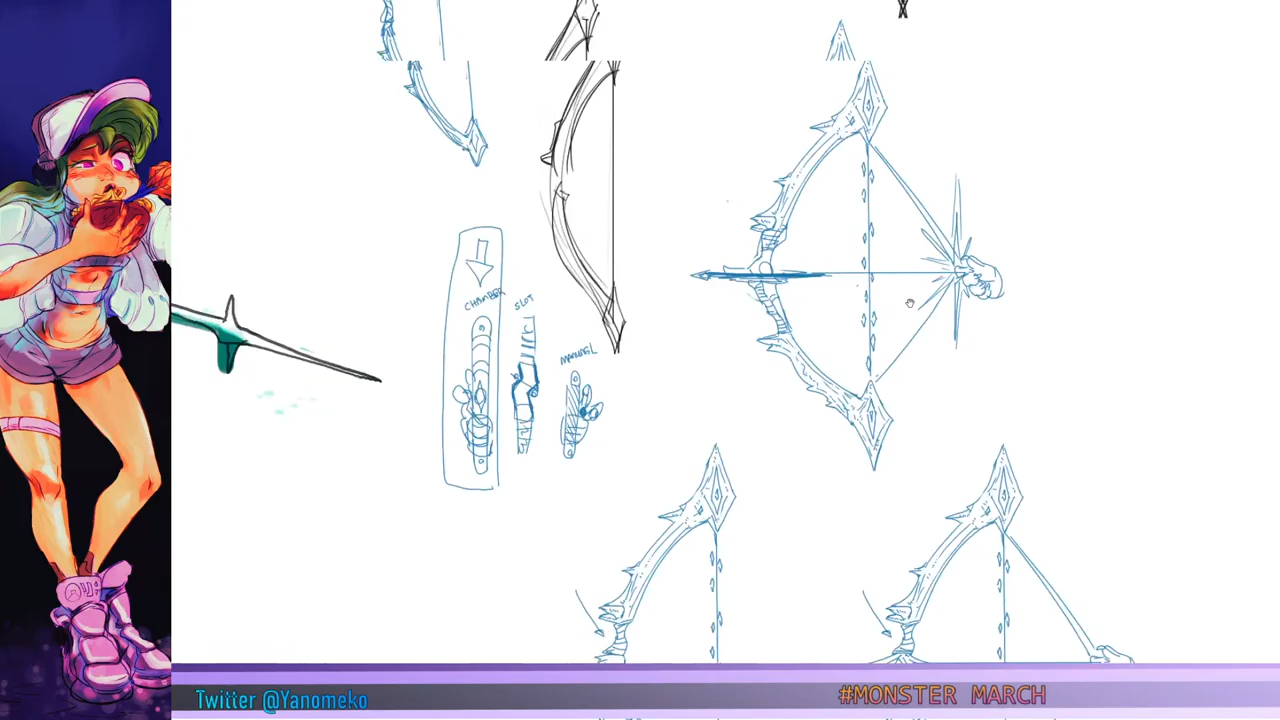 CHAMBER
SLOT
MANUAL
Twitter @Yanomeko
#MONSTER MARCH